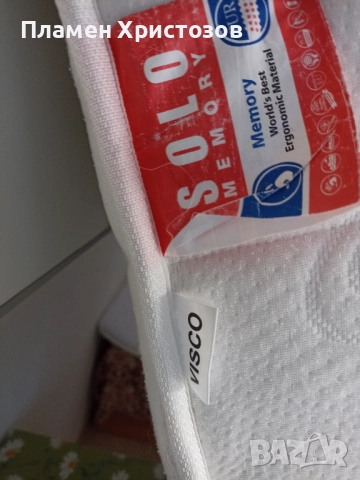 Пламен Христозов
SOLO
MEMORY
Memory
World's Best
Ergonomic Material
VISCO
BAZAR